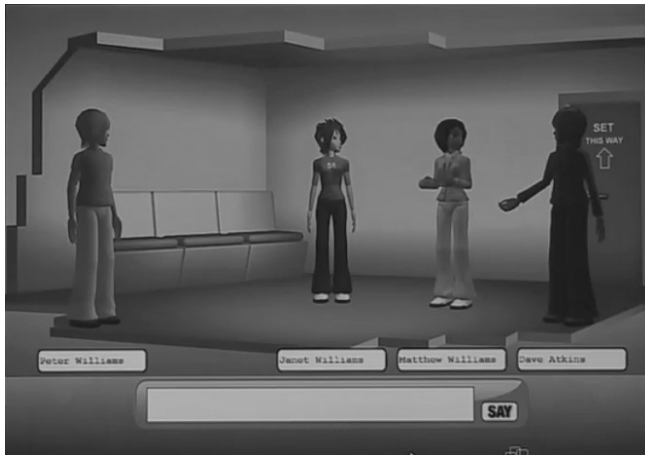 SET
THIS WAY
Peter Williams
Janet Williams
Matthew Williams
Dave Atkins
SAY